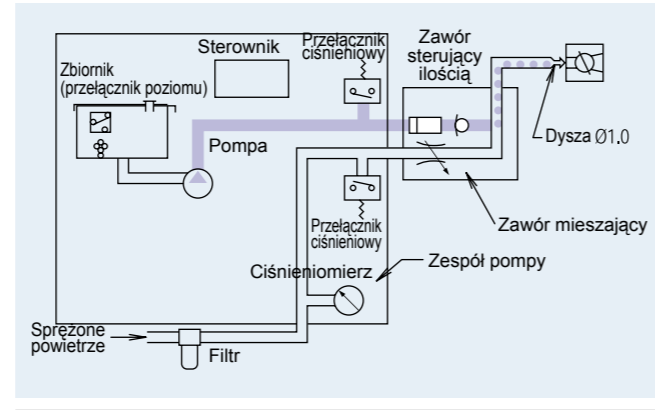 Przełącznik
ciśnieniowy
Zawór
sterujący
ilością
Sterownik
Zbiornik
(przełącznik poziomu)
Dysza Ø1.0
Pompa
Przełącznik
ciśnieniowy
Zawór mieszający
Zespół pompy
Ciśnieniomierz
Sprężone
powietrze
Filtr